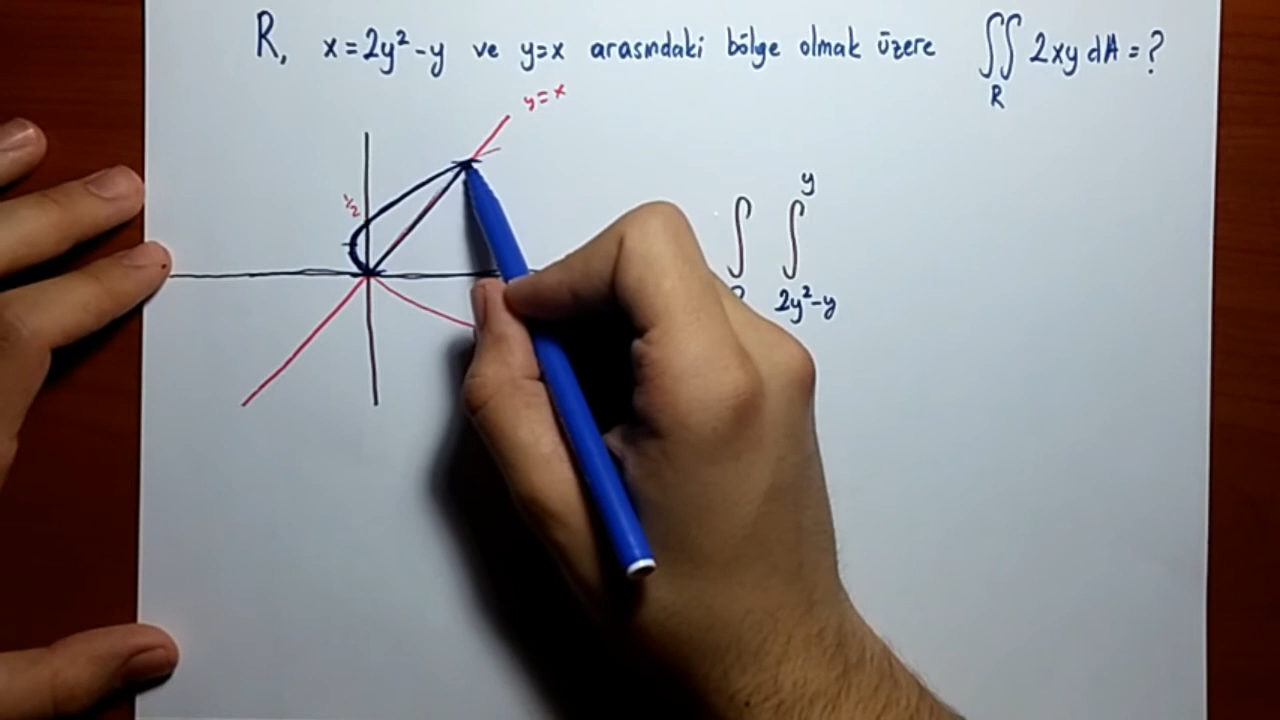 R, x=2y²-y ve y=x arasındaki bölge olmak üzere ∬ 2xy dA = ?
R
y=x
1/2
y
∫ ∫
2y²-y